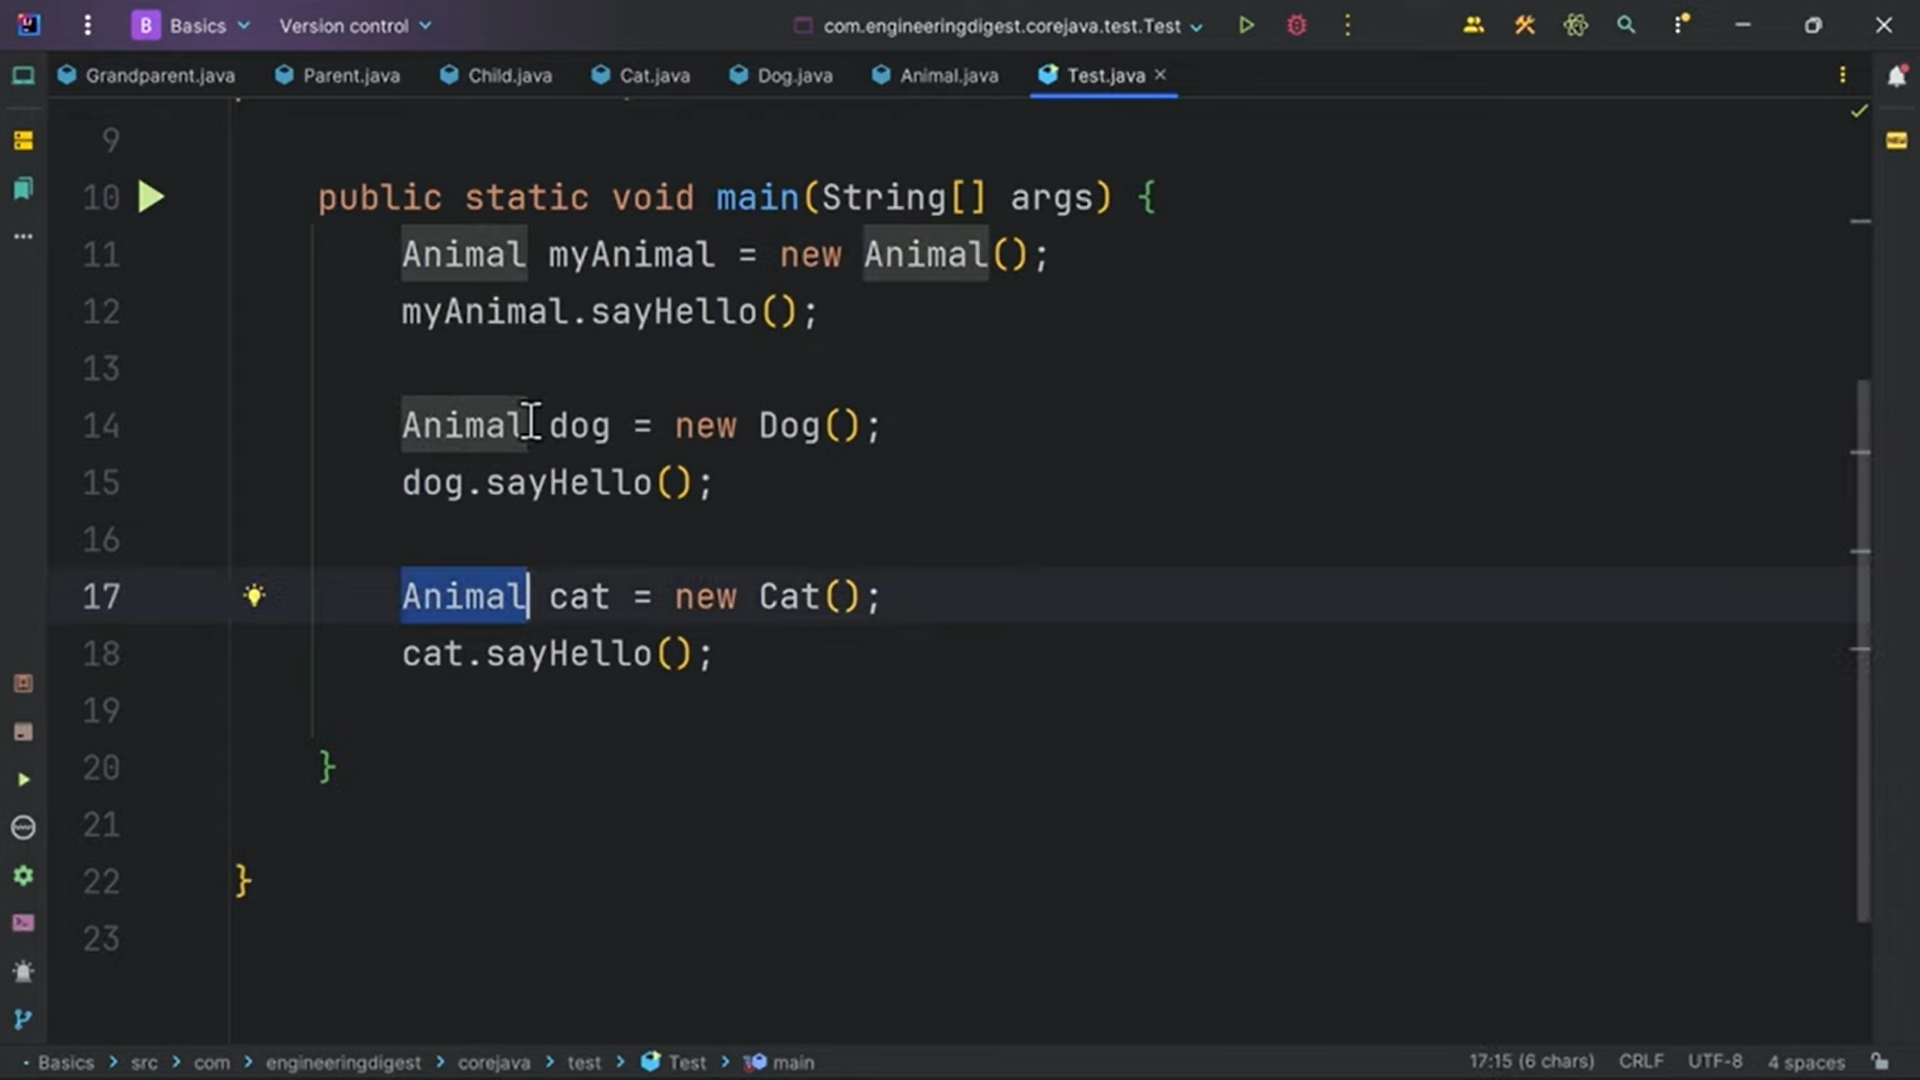 B Basics Version control com.engineeringdigest.corejava.test.Test
Grandparent.java Parent.java Child.java Cat.java Dog.java Animal.java Test.java
9
10 public static void main(String[] args) {
11 Animal myAnimal = new Animal();
12 myAnimal.sayHello();
13
14 Animal dog = new Dog();
15 dog.sayHello();
16
17 Animal cat = new Cat();
18 cat.sayHello();
19
20 }
21
22 }
23
Basics > src > com > engineeringdigest > corejava > test > Test > main 17:15 (6 chars) CRLF UTF-8 4 spaces